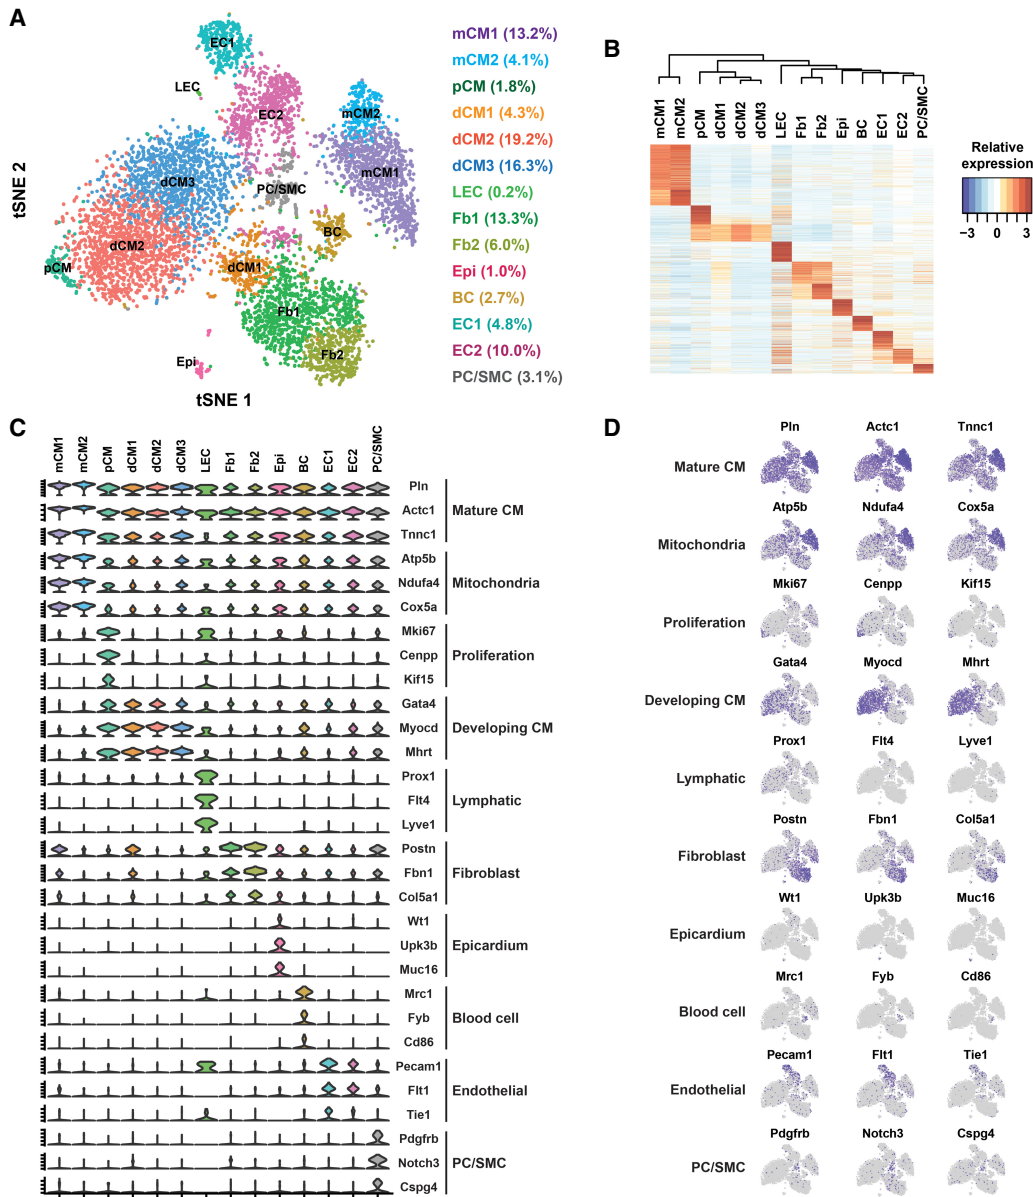 A
EC1
LEC
EC2
mCM2
mCM1
dCM3
PC/SMC
BC
dCM2
pCM
dCM1
Fb1
Fb2
Epi
tSNE 2
tSNE 1
mCM1 (13.2%)
mCM2 (4.1%)
pCM (1.8%)
dCM1 (4.3%)
dCM2 (19.2%)
dCM3 (16.3%)
LEC (0.2%)
Fb1 (13.3%)
Fb2 (6.0%)
Epi (1.0%)
BC (2.7%)
EC1 (4.8%)
EC2 (10.0%)
PC/SMC (3.1%)
B
mCM1 mCM2 pCM dCM1 dCM2 dCM3 LEC Fb1 Fb2 Epi BC EC1 EC2 PC/SMC
Relative
expression
−3 0 3
C
mCM1 mCM2 pCM dCM1 dCM2 dCM3 LEC Fb1 Fb2 Epi BC EC1 EC2 PC/SMC
Pln
Actc1 Mature CM
Tnnc1
Atp5b
Ndufa4 Mitochondria
Cox5a
Mki67
Cenpp Proliferation
Kif15
Gata4
Myocd Developing CM
Mhrt
Prox1
Flt4 Lymphatic
Lyve1
Postn
Fbn1 Fibroblast
Col5a1
Wt1
Upk3b Epicardium
Muc16
Mrc1
Fyb Blood cell
Cd86
Pecam1
Flt1 Endothelial
Tie1
Pdgfrb
Notch3 PC/SMC
Cspg4
D
Pln Actc1 Tnnc1
Mature CM
Atp5b Ndufa4 Cox5a
Mitochondria
Mki67 Cenpp Kif15
Proliferation
Gata4 Myocd Mhrt
Developing CM
Prox1 Flt4 Lyve1
Lymphatic
Postn Fbn1 Col5a1
Fibroblast
Wt1 Upk3b Muc16
Epicardium
Mrc1 Fyb Cd86
Blood cell
Pecam1 Flt1 Tie1
Endothelial
Pdgfrb Notch3 Cspg4
PC/SMC